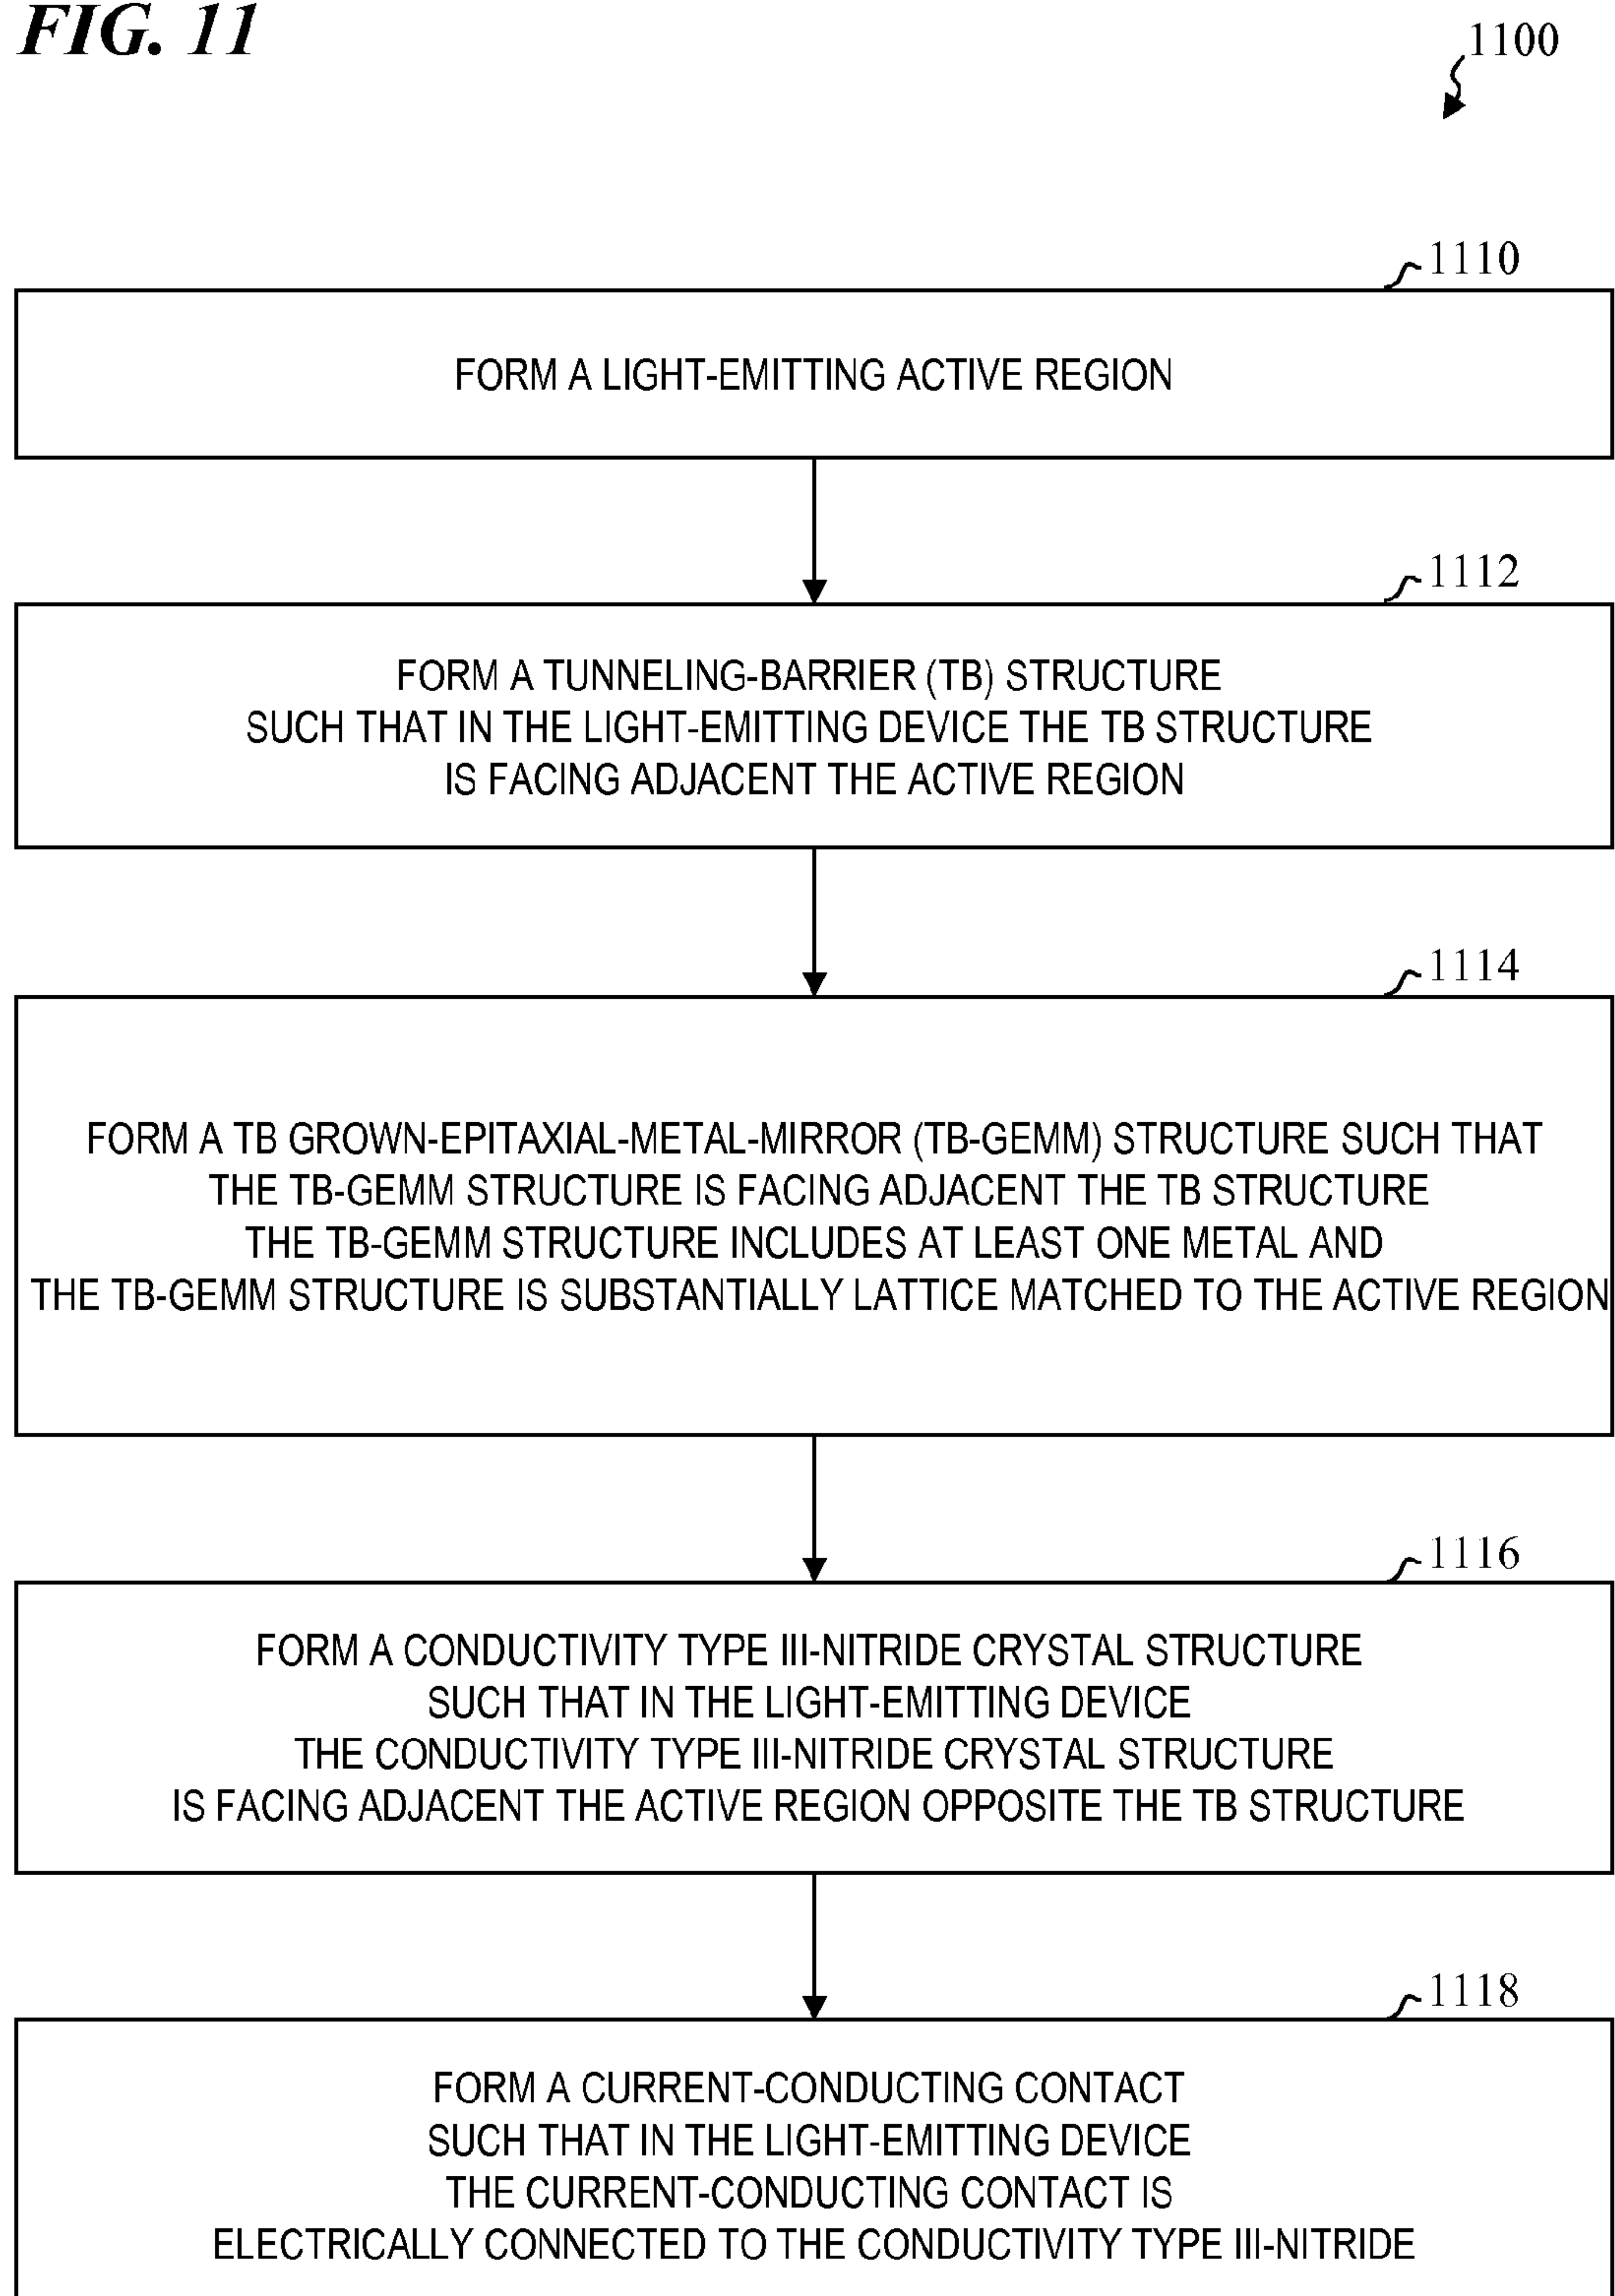 FIG. 11
1100
1110
FORM A LIGHT-EMITTING ACTIVE REGION
1112
FORM A TUNNELING-BARRIER (TB) STRUCTURE
SUCH THAT IN THE LIGHT-EMITTING DEVICE THE TB STRUCTURE
IS FACING ADJACENT THE ACTIVE REGION
1114
FORM A TB GROWN-EPITAXIAL-METAL-MIRROR (TB-GEMM) STRUCTURE SUCH THAT
THE TB-GEMM STRUCTURE IS FACING ADJACENT THE TB STRUCTURE
THE TB-GEMM STRUCTURE INCLUDES AT LEAST ONE METAL AND
THE TB-GEMM STRUCTURE IS SUBSTANTIALLY LATTICE MATCHED TO THE ACTIVE REGION
1116
FORM A CONDUCTIVITY TYPE III-NITRIDE CRYSTAL STRUCTURE
SUCH THAT IN THE LIGHT-EMITTING DEVICE
THE CONDUCTIVITY TYPE III-NITRIDE CRYSTAL STRUCTURE
IS FACING ADJACENT THE ACTIVE REGION OPPOSITE THE TB STRUCTURE
1118
FORM A CURRENT-CONDUCTING CONTACT
SUCH THAT IN THE LIGHT-EMITTING DEVICE
THE CURRENT-CONDUCTING CONTACT IS
ELECTRICALLY CONNECTED TO THE CONDUCTIVITY TYPE III-NITRIDE